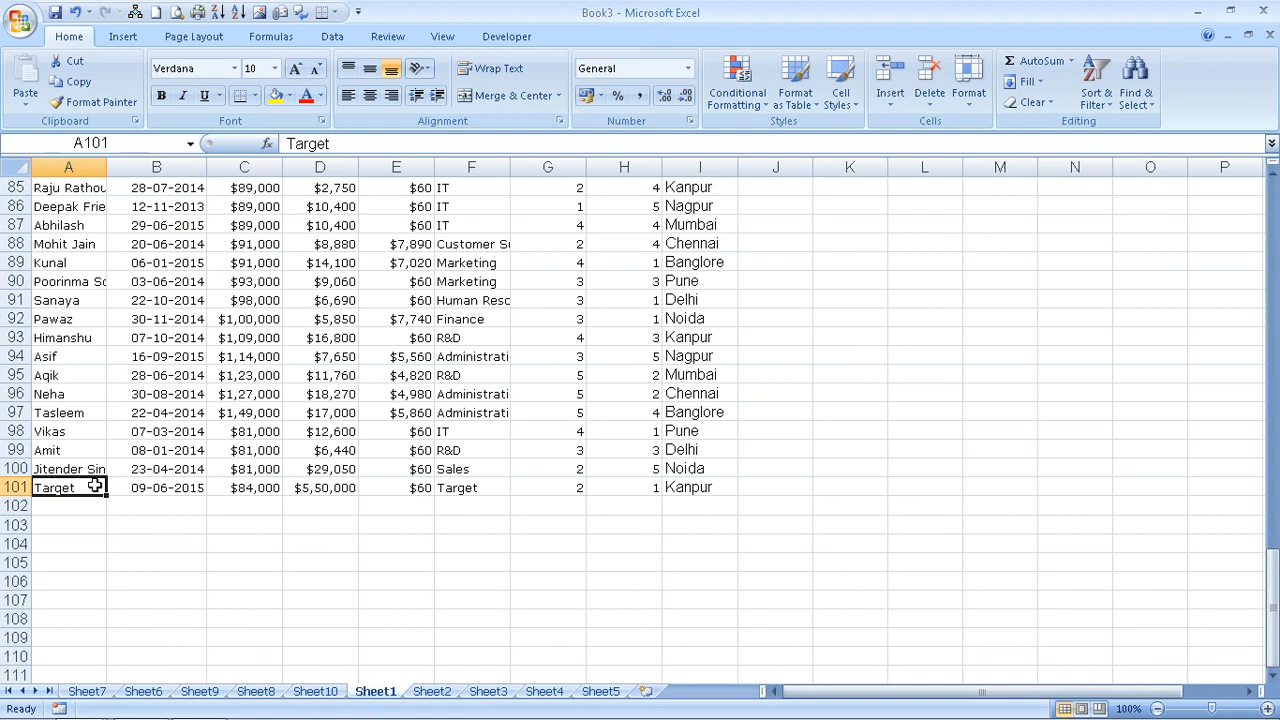 Book3 - Microsoft Excel
Home Insert Page Layout Formulas Data Review View Developer
Paste Cut Copy Format Painter
Verdana 10
B I U
Wrap Text
Merge & Center
General
% ,
Conditional Formatting Format as Table Cell Styles
Insert Delete Format
Σ AutoSum Fill Clear
Sort & Filter Find & Select
Clipboard Font Alignment Number Styles Cells Editing
A101 fx Target
A B C D E F G H I J K L M N O P
85 Raju Rathou 28-07-2014 $89,000 $2,750 $60 IT 2 4 Kanpur
86 Deepak Frie 12-11-2013 $89,000 $10,400 $60 IT 1 5 Nagpur
87 Abhilash 29-06-2015 $89,000 $10,400 $60 IT 4 4 Mumbai
88 Mohit Jain 20-06-2014 $91,000 $8,880 $7,890 Customer Su 2 4 Chennai
89 Kunal 06-01-2015 $91,000 $14,100 $7,020 Marketing 4 1 Banglore
90 Poorinma Sc 03-06-2014 $93,000 $9,060 $60 Marketing 3 3 Pune
91 Sanaya 22-10-2014 $98,000 $6,690 $60 Human Resc 3 1 Delhi
92 Pawaz 30-11-2014 $1,00,000 $5,850 $7,740 Finance 3 1 Noida
93 Himanshu 07-10-2014 $1,09,000 $16,800 $60 R&D 4 3 Kanpur
94 Asif 16-09-2015 $1,14,000 $7,650 $5,560 Administrati 3 5 Nagpur
95 Aqik 28-06-2014 $1,23,000 $11,760 $4,820 R&D 5 2 Mumbai
96 Neha 30-08-2014 $1,27,000 $18,270 $4,980 Administrati 5 2 Chennai
97 Tasleem 22-04-2014 $1,49,000 $17,000 $5,860 Administrati 5 4 Banglore
98 Vikas 07-03-2014 $81,000 $12,600 $60 IT 4 1 Pune
99 Amit 08-01-2014 $81,000 $6,440 $60 R&D 3 3 Delhi
100 Jitender Sin 23-04-2014 $81,000 $29,050 $60 Sales 2 5 Noida
101 Target 09-06-2015 $84,000 $5,50,000 $60 Target 2 1 Kanpur
102
103
104
105
106
107
108
109
110
111
Sheet7 Sheet6 Sheet9 Sheet8 Sheet10 Sheet1 Sheet2 Sheet3 Sheet4 Sheet5
Ready 100%